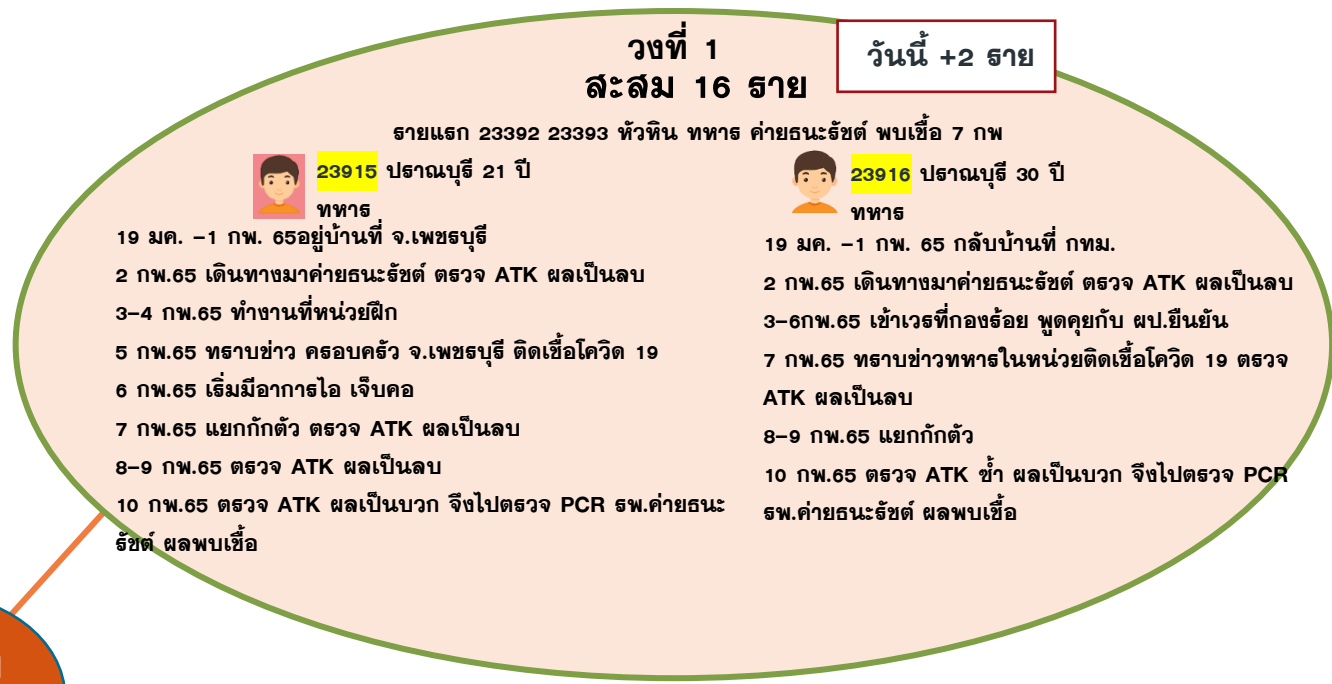 วงที่ 1
สะสม 16 ราย
วันนี้ +2 ราย
รายแรก 23392 23393 หัวหิน ทหาร ค่ายธนะรัชต์ พบเชื้อ 7 กพ
23915 ปราณบุรี 21 ปี
ทหาร
19 มค. –1 กพ. 65อยู่บ้านที่ จ.เพชรบุรี
2 กพ.65 เดินทางมาค่ายธนะรัชต์ ตรวจ ATK ผลเป็นลบ
3–4 กพ.65 ทำงานที่หน่วยฝึก
5 กพ.65 ทราบข่าว ครอบครัว จ.เพชรบุรี ติดเชื้อโควิด 19
6 กพ.65 เริ่มมีอาการไอ เจ็บคอ
7 กพ.65 แยกกักตัว ตรวจ ATK ผลเป็นลบ
8–9 กพ.65 ตรวจ ATK ผลเป็นลบ
10 กพ.65 ตรวจ ATK ผลเป็นบวก จึงไปตรวจ PCR รพ.ค่ายธนะ
รัชต์ ผลพบเชื้อ
23916 ปราณบุรี 30 ปี
ทหาร
19 มค. –1 กพ. 65 กลับบ้านที่ กทม.
2 กพ.65 เดินทางมาค่ายธนะรัชต์ ตรวจ ATK ผลเป็นลบ
3–6กพ.65 เข้าเวรที่กองร้อย พูดคุยกับ ผป.ยืนยัน
7 กพ.65 ทราบข่าวทหารในหน่วยติดเชื้อโควิด 19 ตรวจ
ATK ผลเป็นลบ
8–9 กพ.65 แยกกักตัว
10 กพ.65 ตรวจ ATK ซ้ำ ผลเป็นบวก จึงไปตรวจ PCR
รพ.ค่ายธนะรัชต์ ผลพบเชื้อ